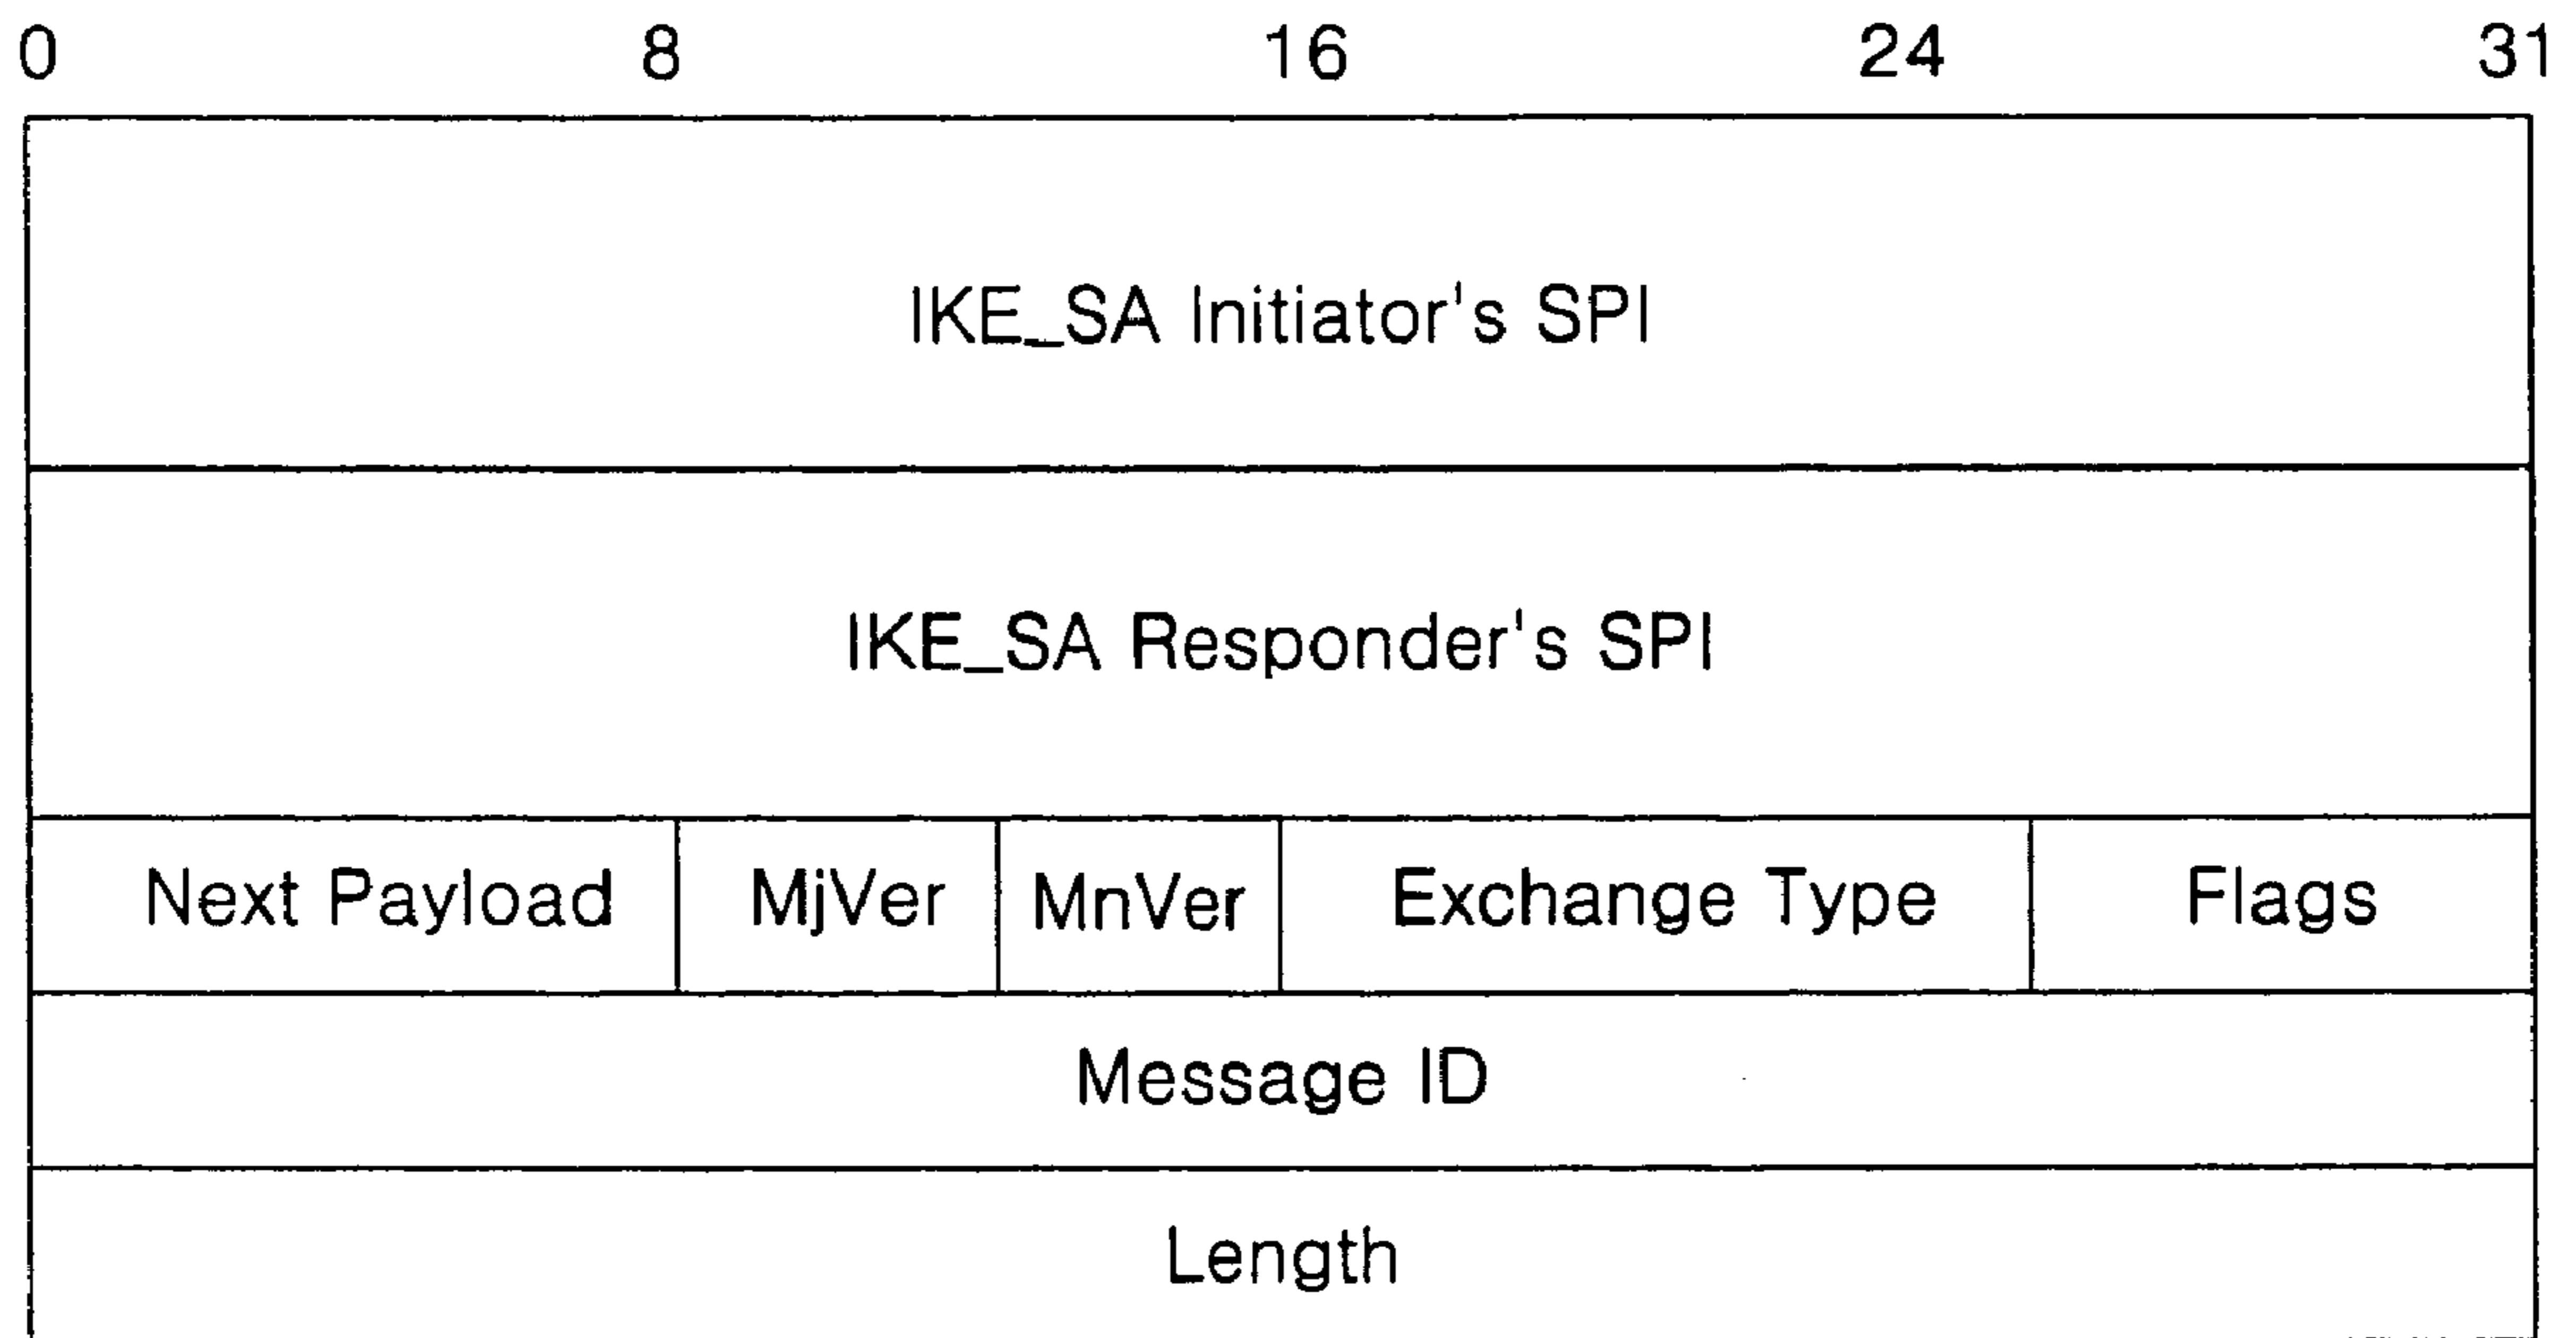 0 8 16 24 31
IKE_SA Initiator's SPI
IKE_SA Responder's SPI
Next Payload MjVer MnVer Exchange Type Flags
Message ID
Length